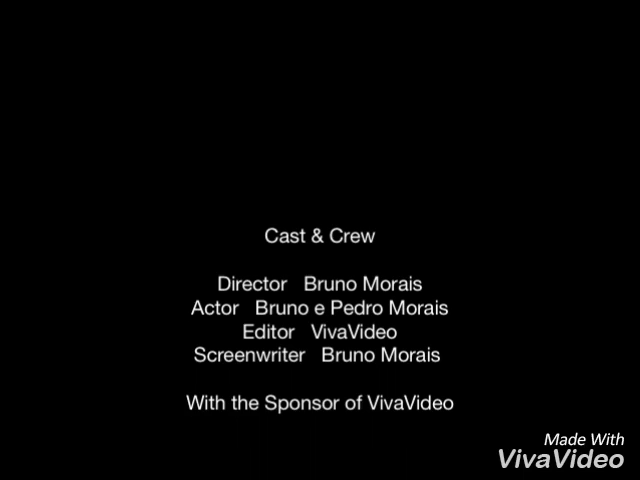 Cast & Crew
Director Bruno Morais
Actor Bruno e Pedro Morais
Editor VivaVideo
Screenwriter Bruno Morais
With the Sponsor of VivaVideo
Made With
VivaVideo